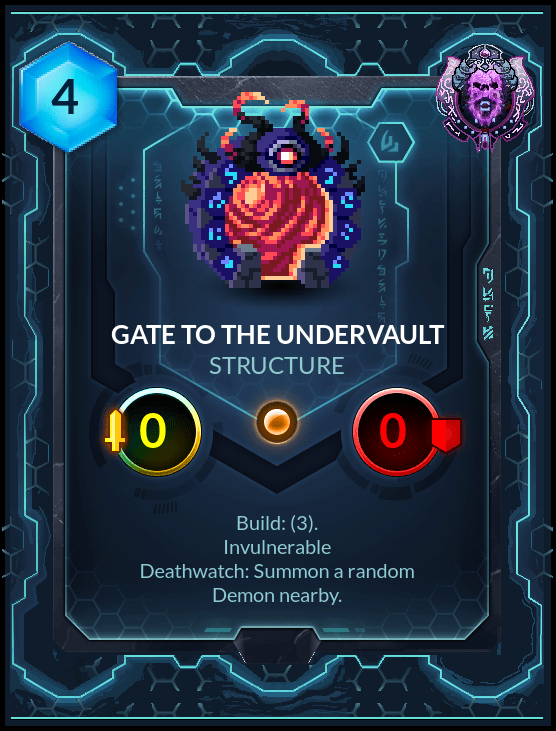 4
GATE TO THE UNDERVAULT
STRUCTURE
0 0
Build: (3).
Invulnerable
Deathwatch: Summon a random
Demon nearby.